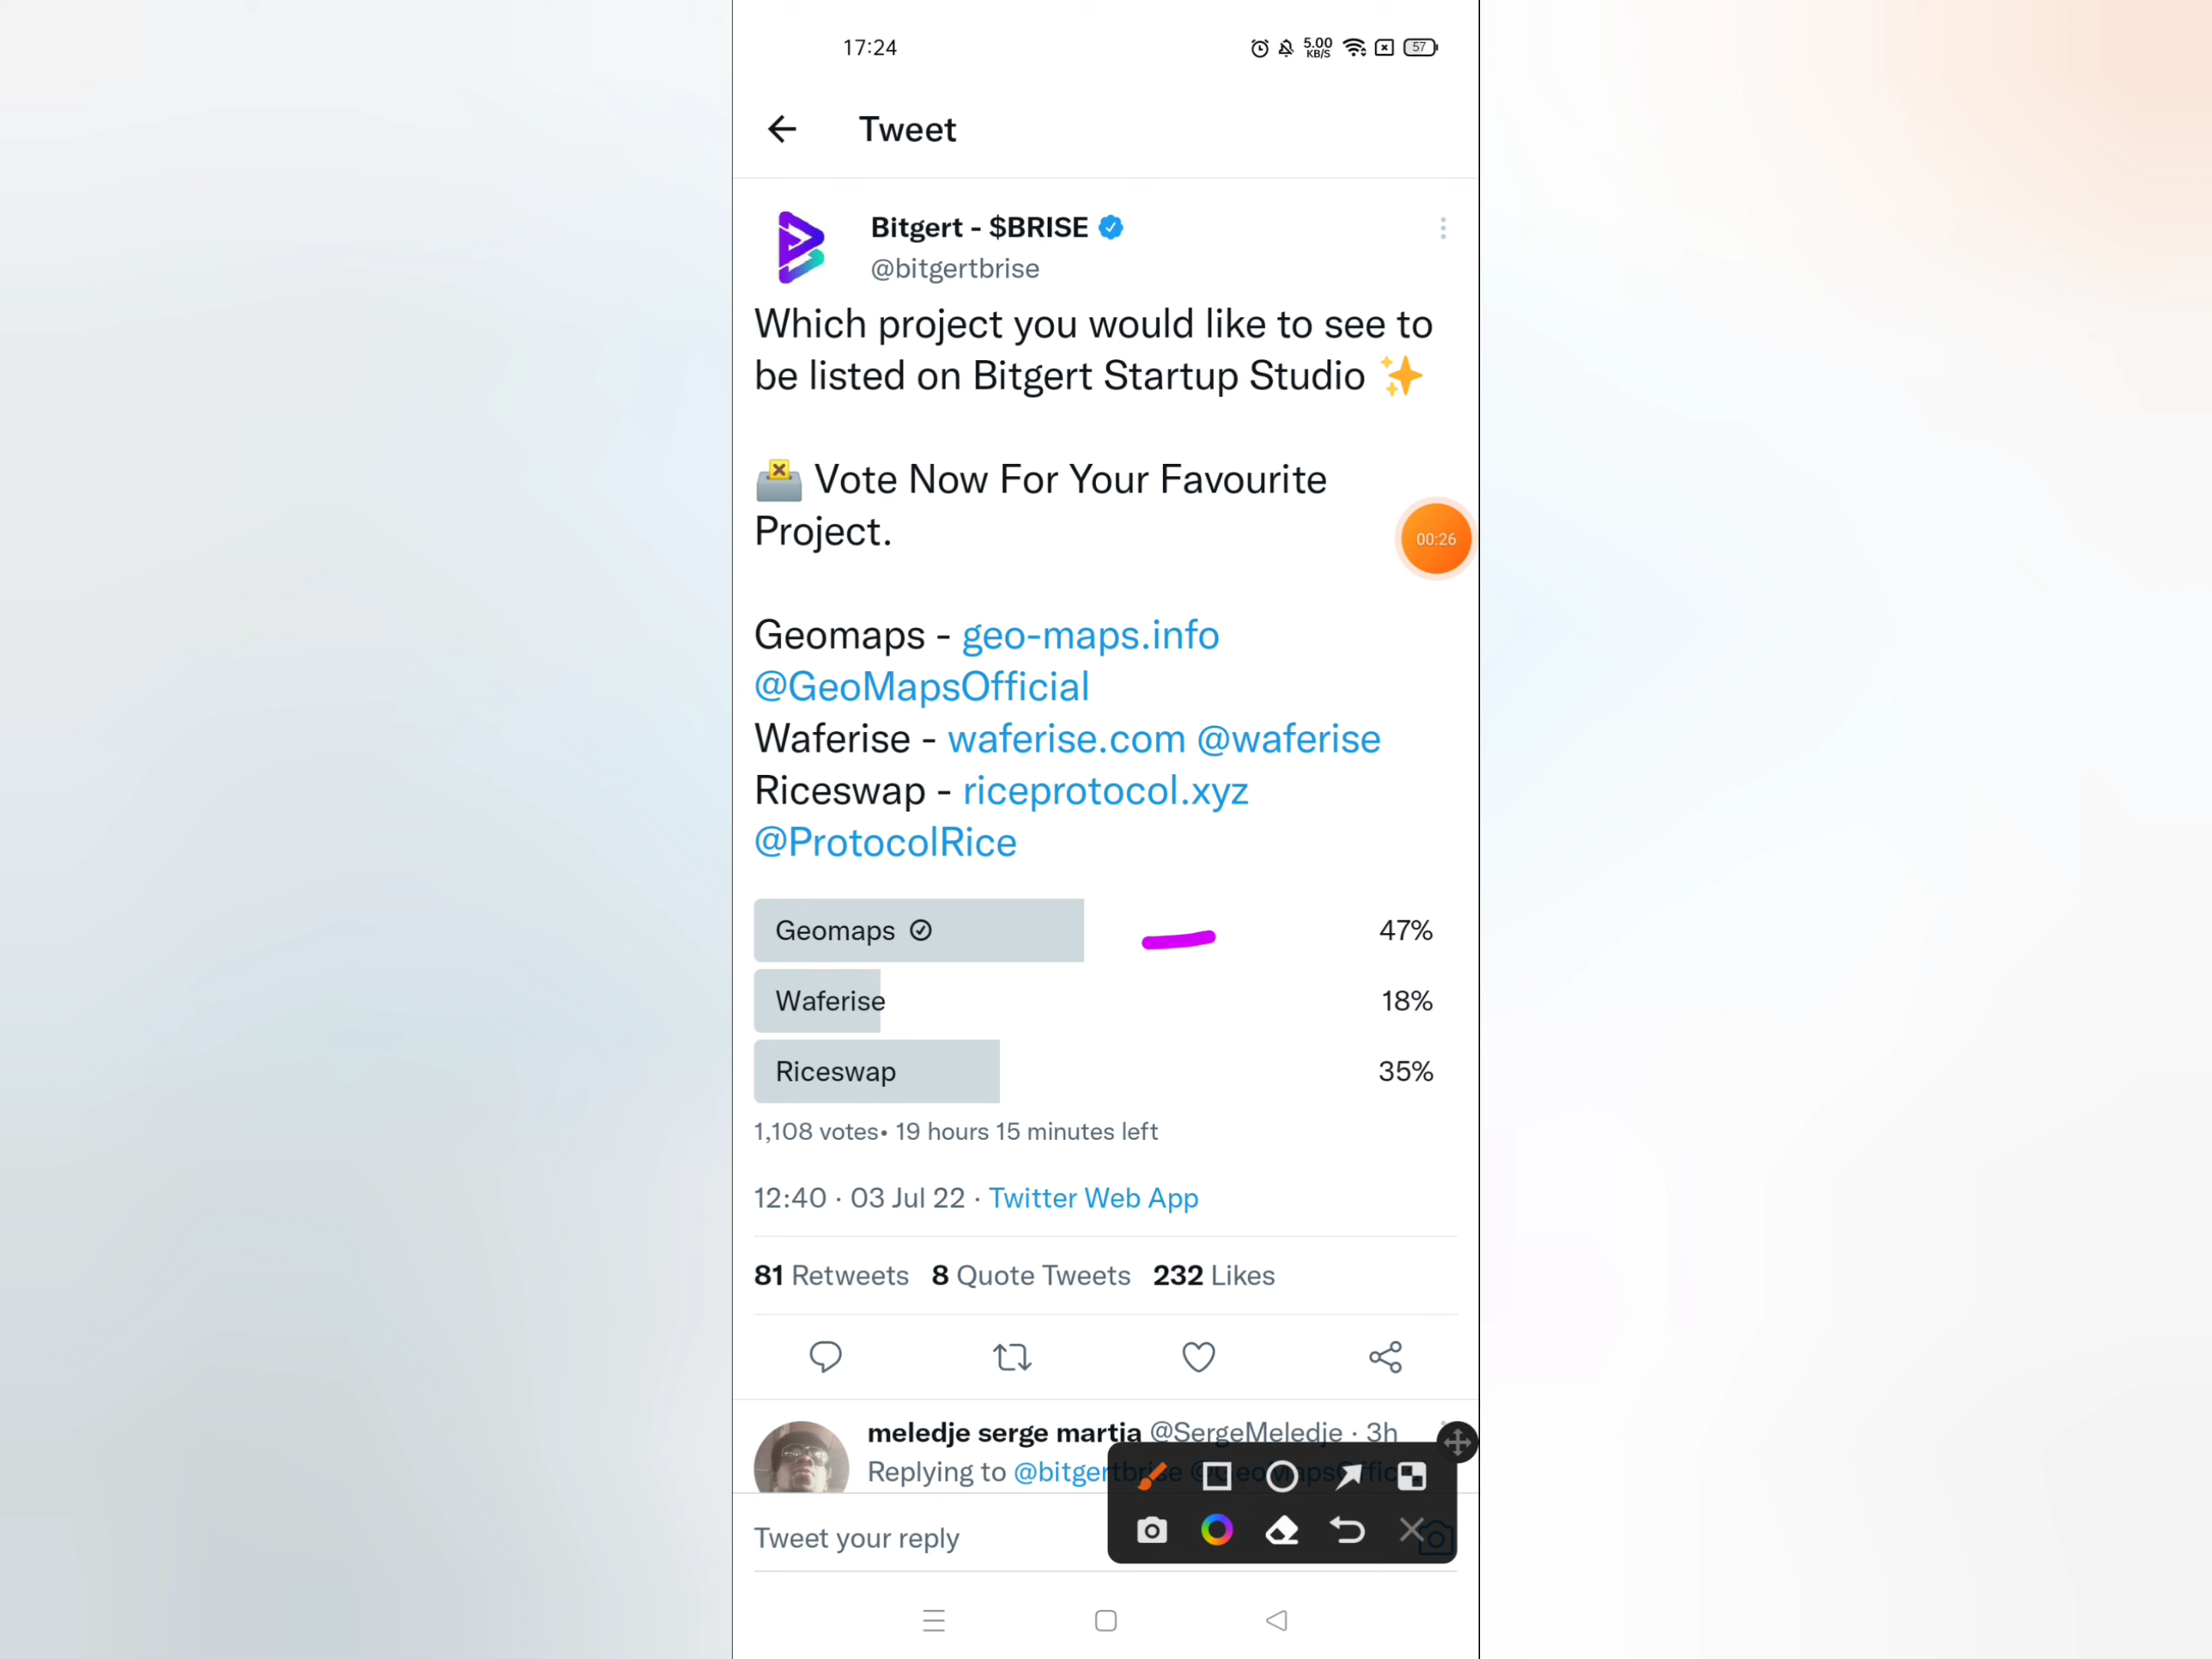 17:24
5.00
KB/S
57
Tweet
Bitgert - $BRISE
@bitgertbrise
Which project you would like to see to
be listed on Bitgert Startup Studio ✨
🗳 Vote Now For Your Favourite
Project.
00:26
Geomaps - geo-maps.info
@GeoMapsOfficial
Waferise - waferise.com @waferise
Riceswap - riceprotocol.xyz
@ProtocolRice
Geomaps 47%
Waferise 18%
Riceswap 35%
1,108 votes• 19 hours 15 minutes left
12:40 · 03 Jul 22 · Twitter Web App
81 Retweets 8 Quote Tweets 232 Likes
meledje serge martia @SergeMeledje · 3h
Replying to @bitgertbrise @GeoMapsOffic
Tweet your reply